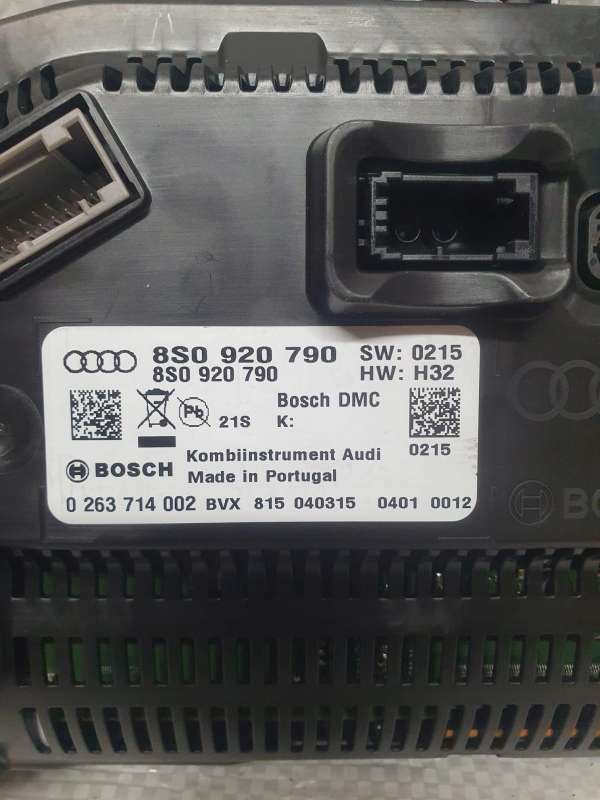 8S0 920 790 SW: 0215
8S0 920 790 HW: H32
Pb 21S Bosch DMC
K:
0215
BOSCH Kombiinstrument Audi
Made in Portugal
0 263 714 002 BVX 815 040315 0401 0012
BO